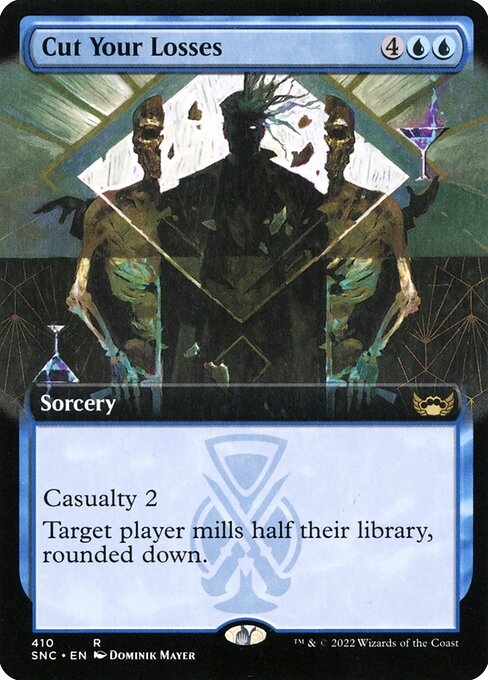 Cut Your Losses 4
Sorcery
Casualty 2
Target player mills half their library,
rounded down.
410 R
SNC • EN Dominik Mayer
™ & © 2022 Wizards of the Coast